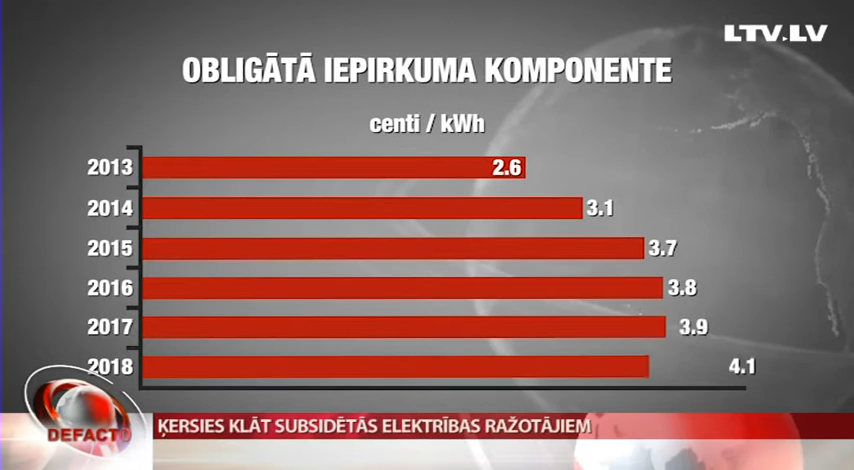 LTV.LV
OBLIGĀTĀ IEPIRKUMA KOMPONENTE
centi / kWh
2013 2.6
2014 3.1
2015 3.7
2016 3.8
2017 3.9
2018 4.1
DEFACTO
ĶERSIES KLĀT SUBSIDĒTĀS ELEKTRĪBAS RAŽOTĀJIEM